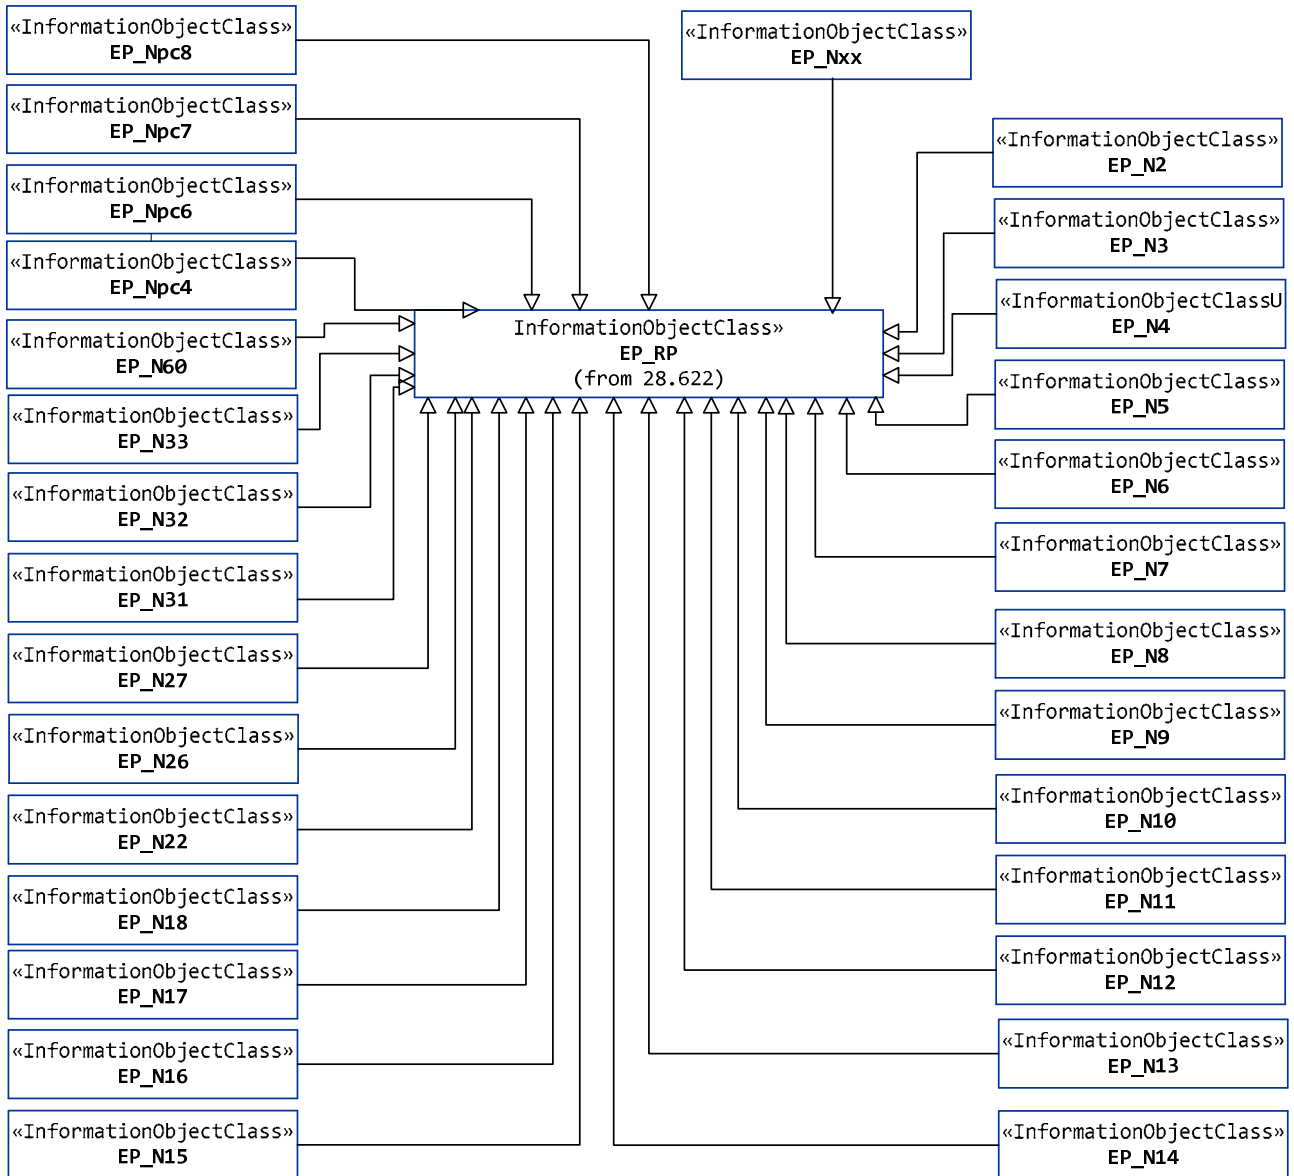 «InformationObjectClass»
EP_Npc8
«InformationObjectClass»
EP_Npc7
«InformationObjectClass»
EP_Npc6
«InformationObjectClass»
EP_Npc4
«InformationObjectClass»
EP_N60
«InformationObjectClass»
EP_N33
«InformationObjectClass»
EP_N32
«InformationObjectClass»
EP_N31
«InformationObjectClass»
EP_N27
«InformationObjectClass»
EP_N26
«InformationObjectClass»
EP_N22
«InformationObjectClass»
EP_N18
«InformationObjectClass»
EP_N17
«InformationObjectClass»
EP_N16
«InformationObjectClass»
EP_N15
«InformationObjectClass»
EP_Nxx
InformationObjectClass»
EP_RP
(from 28.622)
«InformationObjectClass»
EP_N2
«InformationObjectClass»
EP_N3
«InformationObjectClassU
EP_N4
«InformationObjectClass»
EP_N5
«InformationObjectClass»
EP_N6
«InformationObjectClass»
EP_N7
«InformationObjectClass»
EP_N8
«InformationObjectClass»
EP_N9
«InformationObjectClass»
EP_N10
«InformationObjectClass»
EP_N11
«InformationObjectClass»
EP_N12
«InformationObjectClass»
EP_N13
«InformationObjectClass»
EP_N14